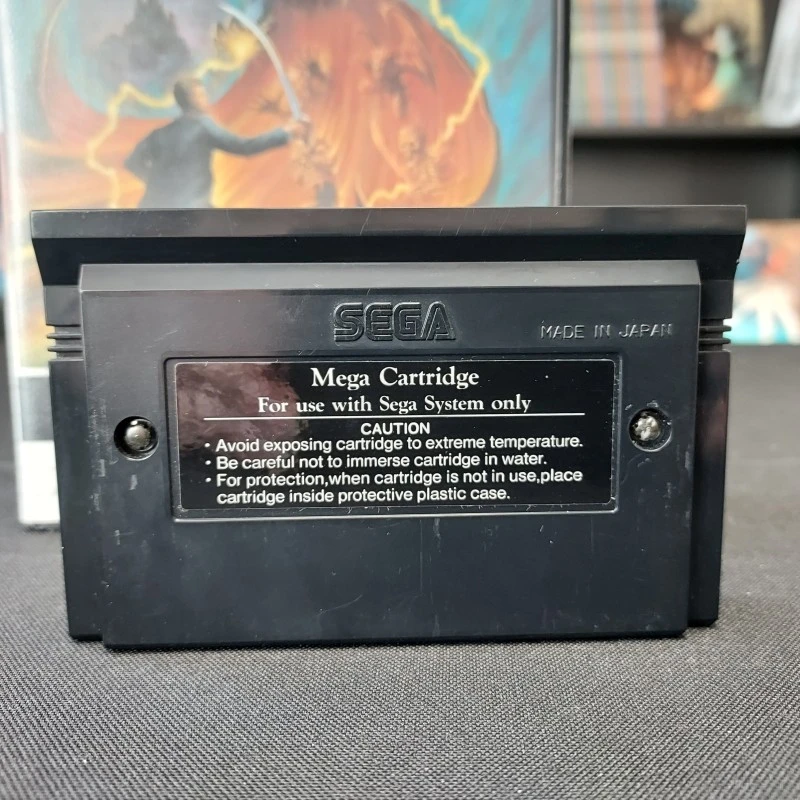 SEGA
MADE IN JAPAN
Mega Cartridge
For use with Sega System only
CAUTION
• Avoid exposing cartridge to extreme temperature.
• Be careful not to immerse cartridge in water.
• For protection,when cartridge is not in use,place
cartridge inside protective plastic case.